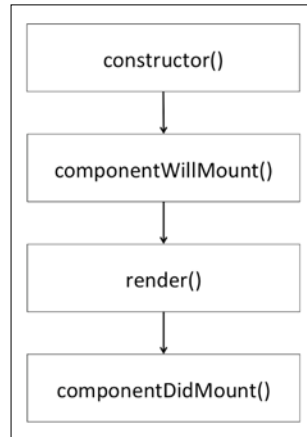 constructor()
componentWillMount()
render()
componentDidMount()